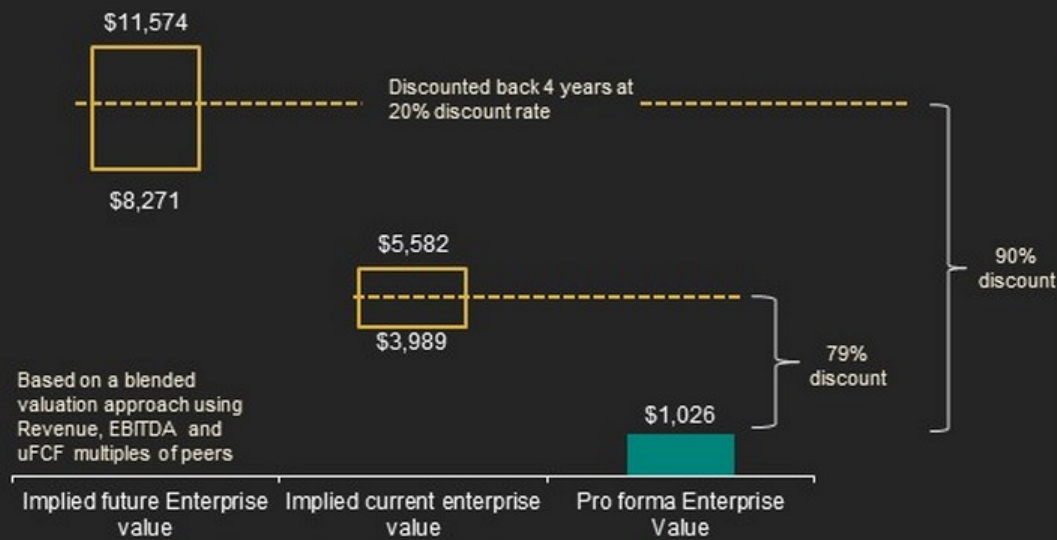 $11,574
Discounted back 4 years at
20% discount rate
$8,271
$5,582
90%
discount
$3,989
79%
discount
Based on a blended
valuation approach using
Revenue, EBITDA and
uFCF multiples of peers
$1,026
Implied future Enterprise
value
Implied current enterprise
value
Pro forma Enterprise
Value